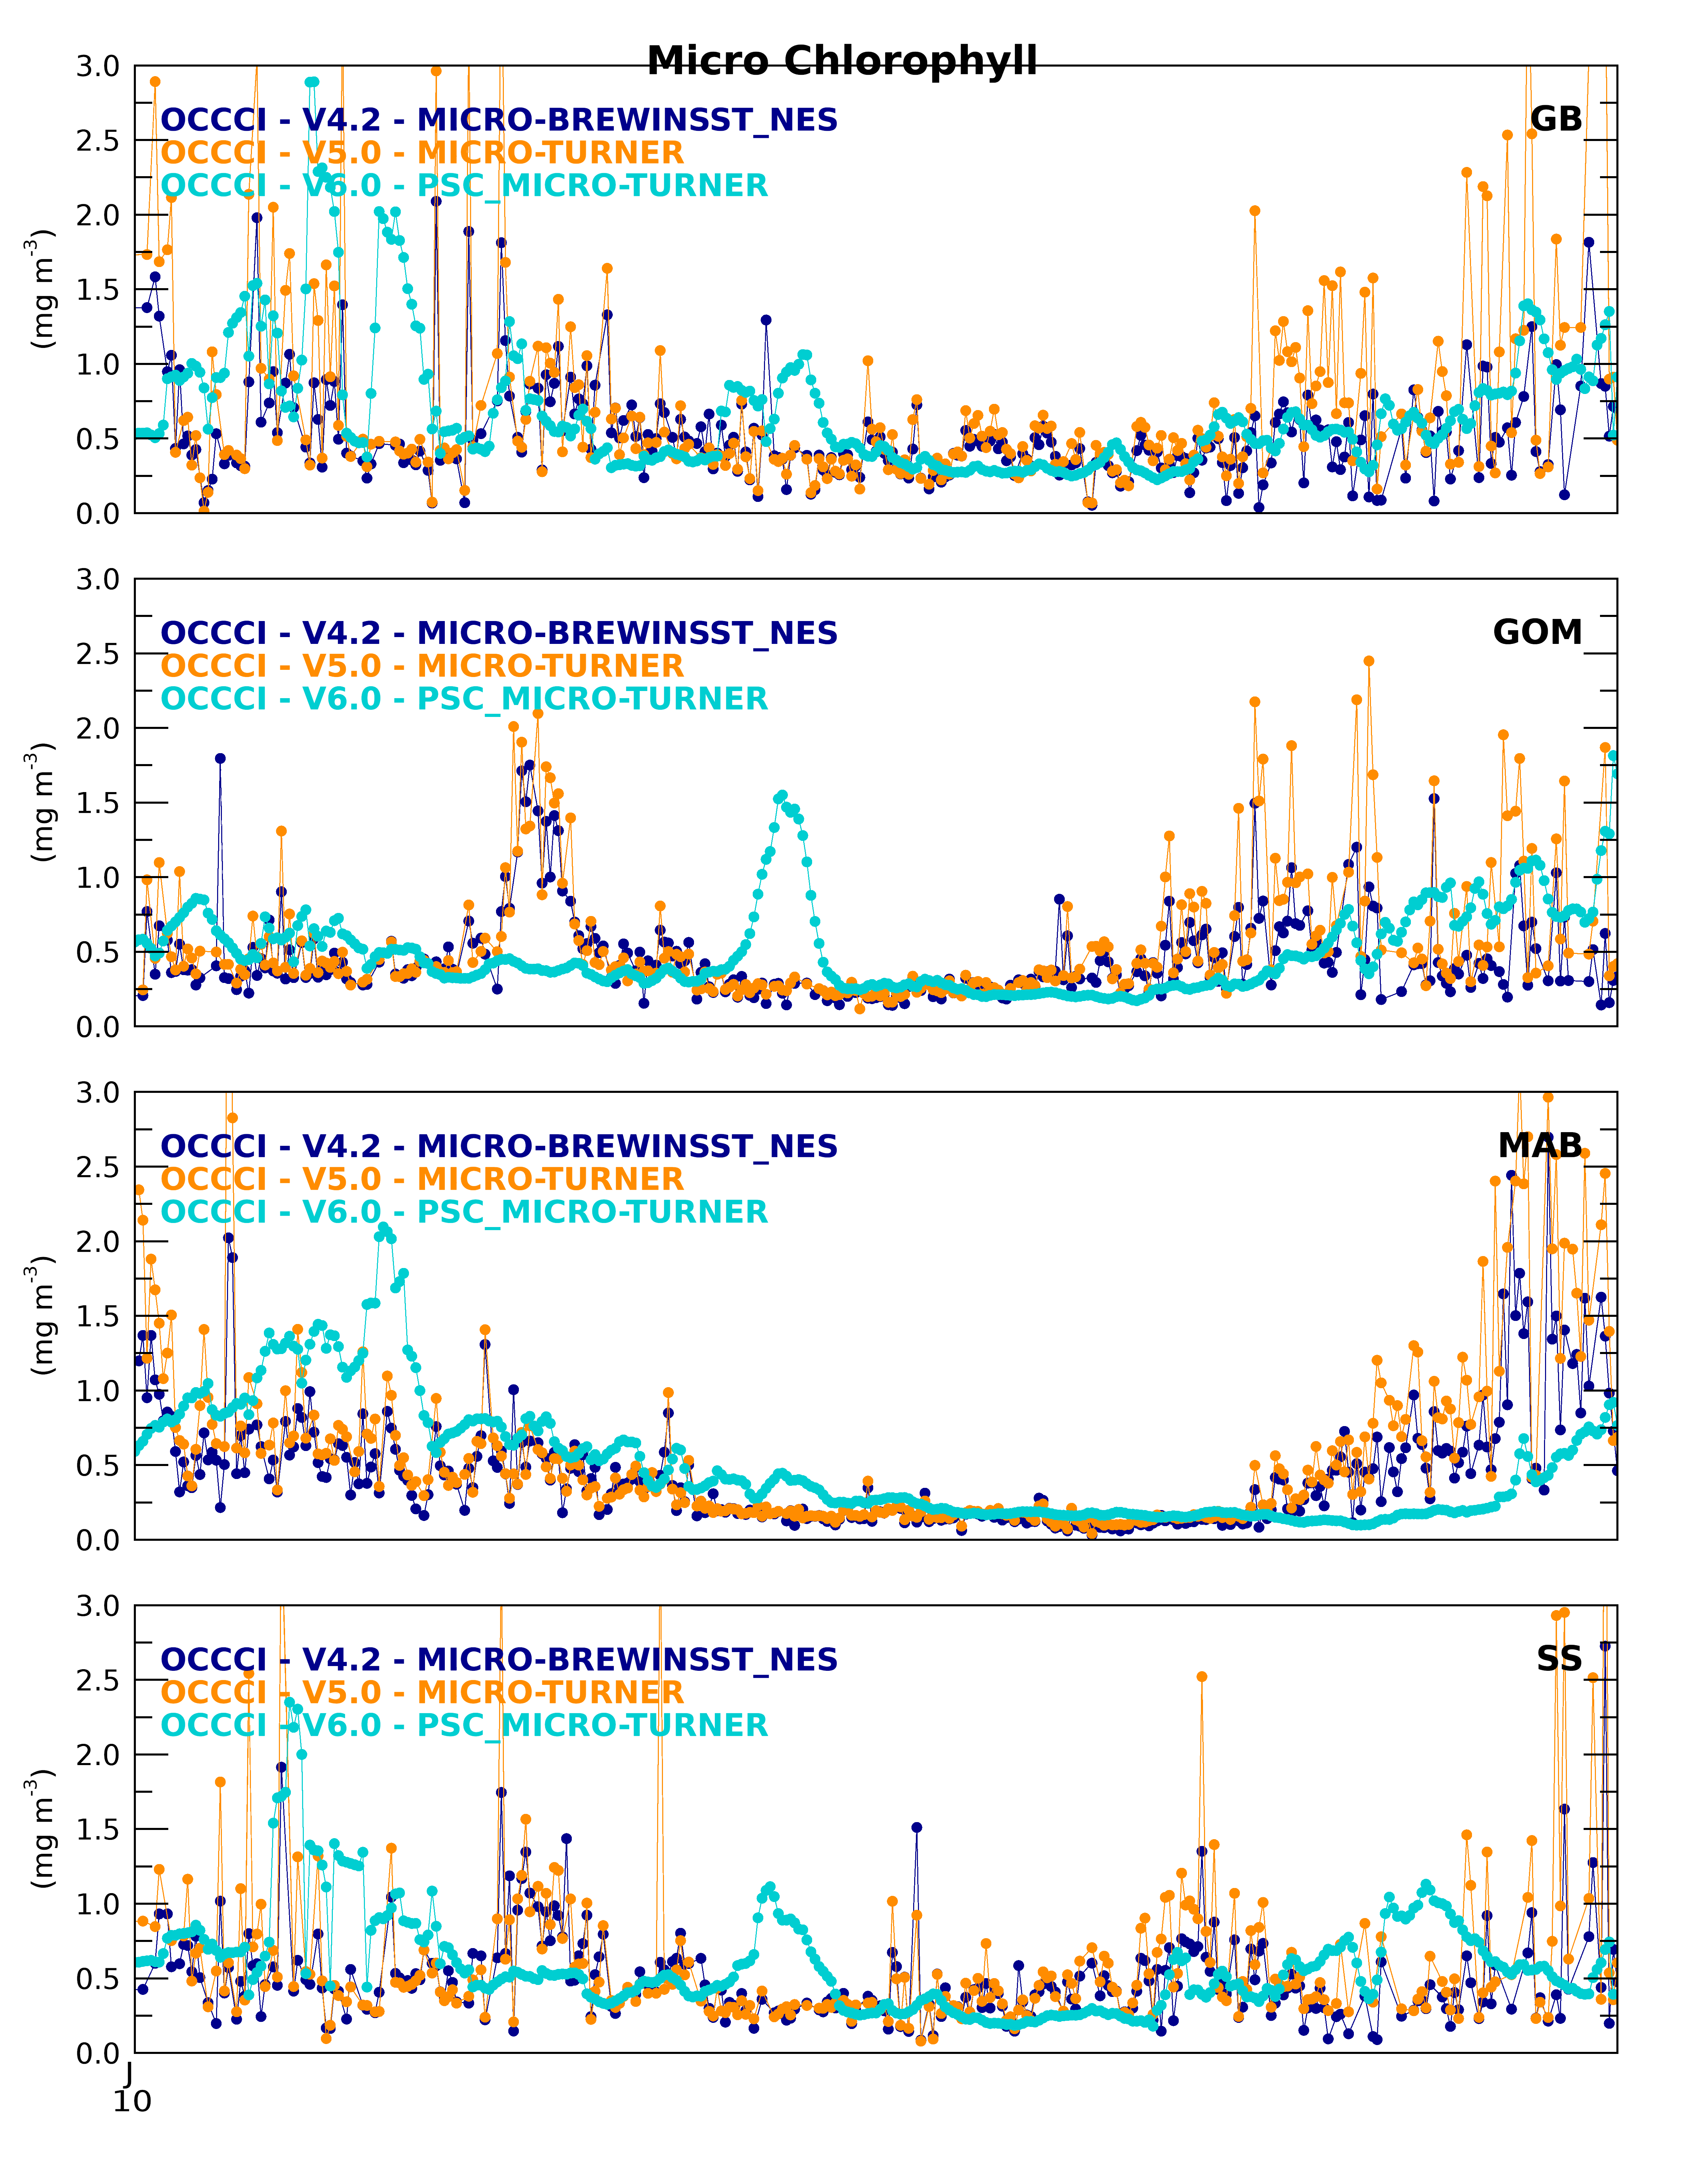 Micro Chlorophyll
3.0
2.5
2.0
1.5
1.0
0.5
0.0
(mg m-3)
OCCCI - V4.2 - MICRO-BREWINSST_NES
OCCCI - V5.0 - MICRO-TURNER
OCCCI - V6.0 - PSC_MICRO-TURNER
GB
3.0
2.5
2.0
1.5
1.0
0.5
0.0
(mg m-3)
OCCCI - V4.2 - MICRO-BREWINSST_NES
OCCCI - V5.0 - MICRO-TURNER
OCCCI - V6.0 - PSC_MICRO-TURNER
GOM
3.0
2.5
2.0
1.5
1.0
0.5
0.0
(mg m-3)
OCCCI - V4.2 - MICRO-BREWINSST_NES
OCCCI - V5.0 - MICRO-TURNER
OCCCI - V6.0 - PSC_MICRO-TURNER
MAB
3.0
2.5
2.0
1.5
1.0
0.5
0.0
(mg m-3)
OCCCI - V4.2 - MICRO-BREWINSST_NES
OCCCI - V5.0 - MICRO-TURNER
OCCCI - V6.0 - PSC_MICRO-TURNER
SS
J
10